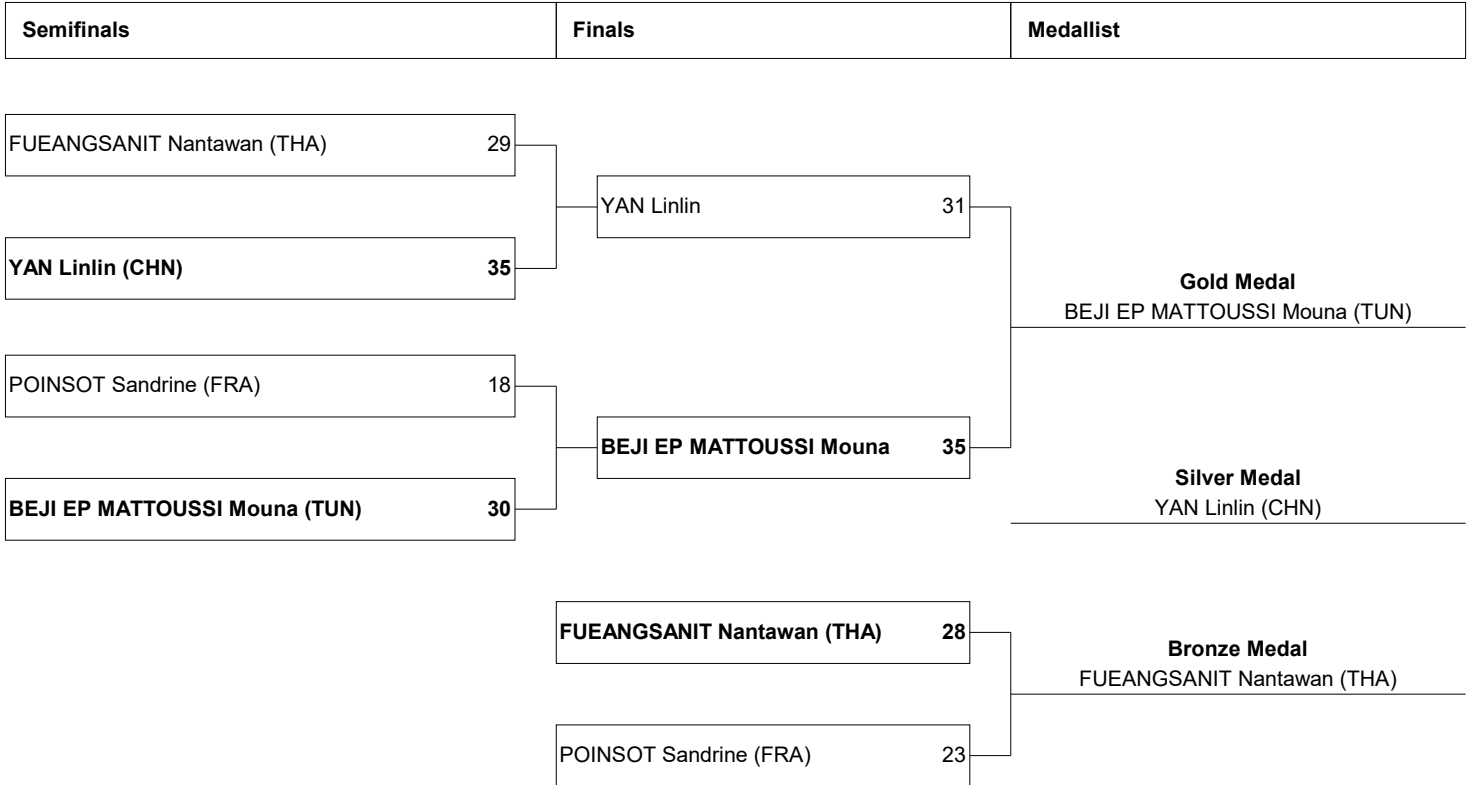 Semifinals Finals Medallist
FUEANGSANIT Nantawan (THA) 29
YAN Linlin 31
YAN Linlin (CHN) 35
Gold Medal
BEJI EP MATTOUSSI Mouna (TUN)
POINSOT Sandrine (FRA) 18
BEJI EP MATTOUSSI Mouna 35
Silver Medal
YAN Linlin (CHN)
BEJI EP MATTOUSSI Mouna (TUN) 30
FUEANGSANIT Nantawan (THA) 28
Bronze Medal
FUEANGSANIT Nantawan (THA)
POINSOT Sandrine (FRA) 23